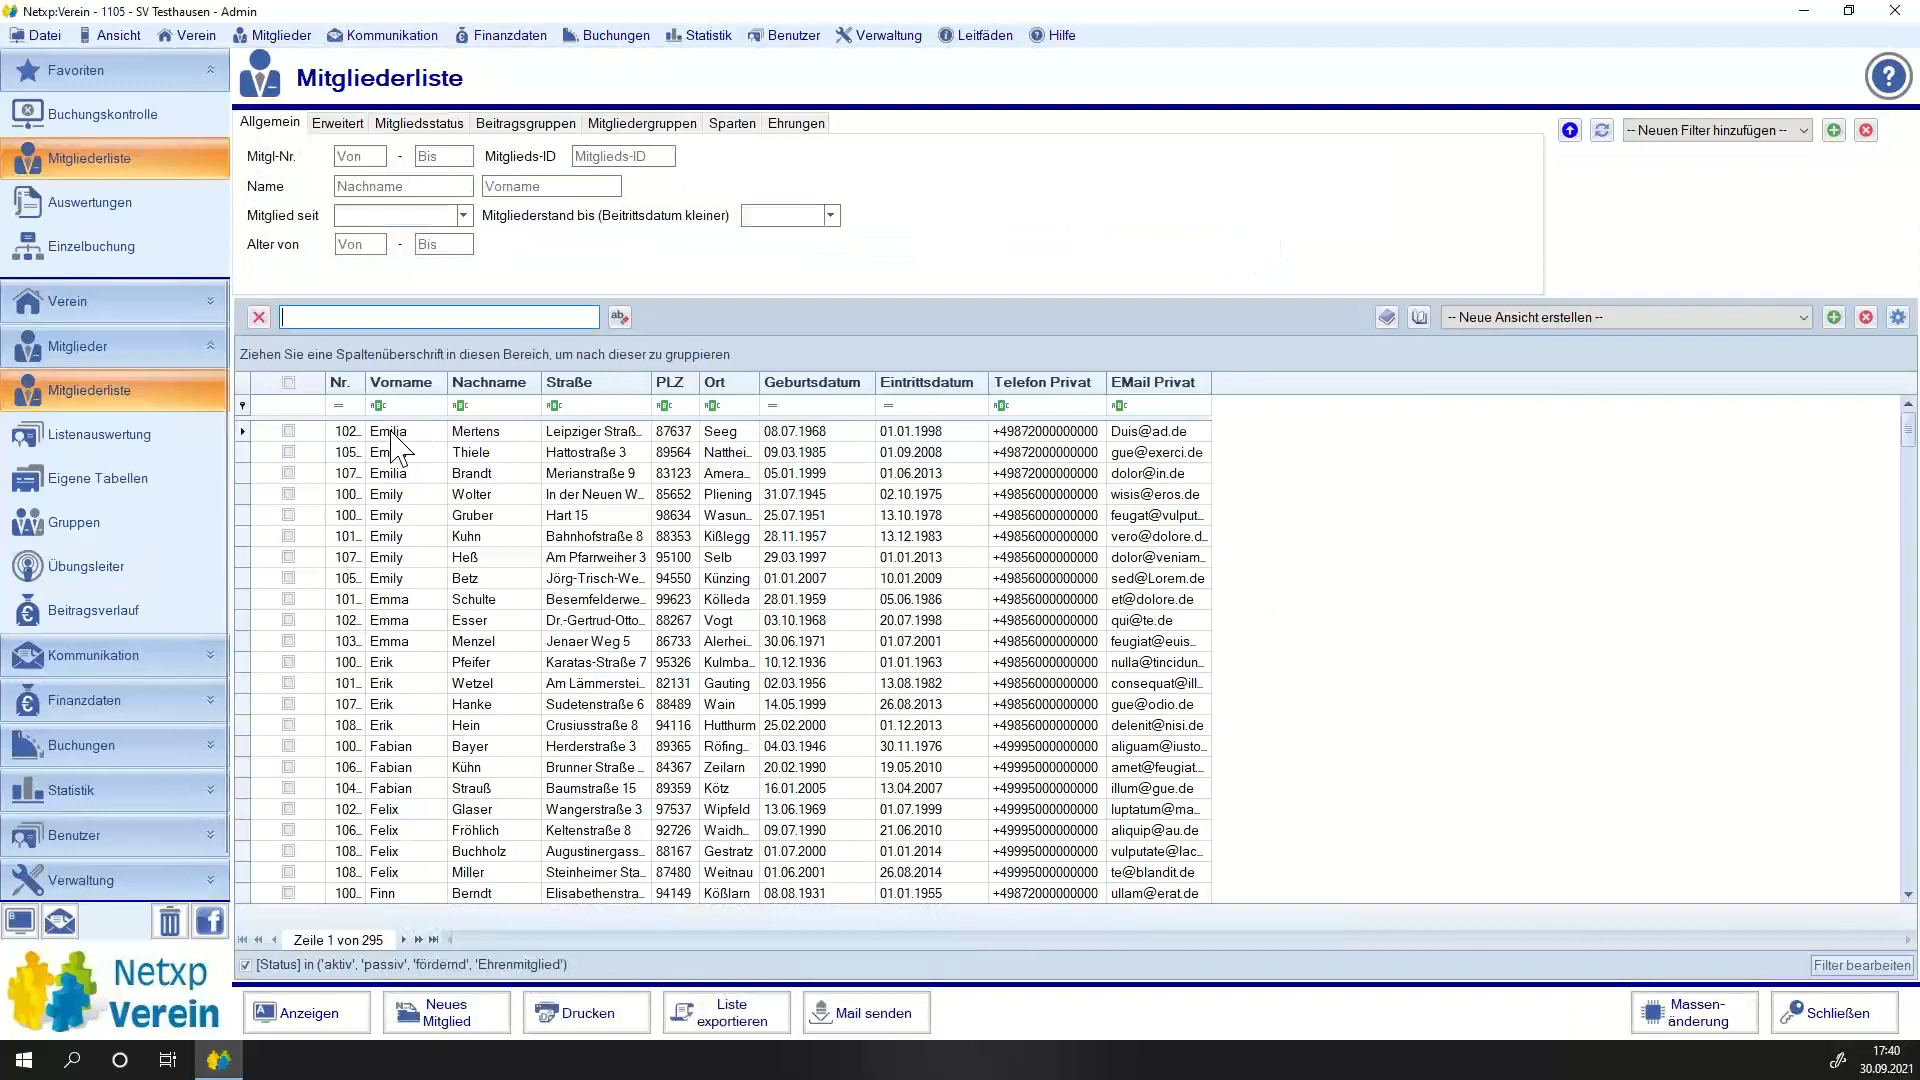 Netxp:Verein - 1105 - SV Testhausen - Admin
Datei Ansicht Verein Mitglieder Kommunikation Finanzdaten Buchungen Statistik Benutzer Verwaltung Leitfäden Hilfe
Favoriten
Buchungskontrolle
Mitgliederliste
Auswertungen
Einzelbuchung
Verein
Mitglieder
Mitgliederliste
Listenauswertung
Eigene Tabellen
Gruppen
Übungsleiter
Beitragsverlauf
Kommunikation
Finanzdaten
Buchungen
Statistik
Benutzer
Verwaltung
Netxp
Verein
Mitgliederliste
Allgemein Erweitert Mitgliedsstatus Beitragsgruppen Mitgliedergruppen Sparten Ehrungen
-- Neuen Filter hinzufügen --
Mitgl-Nr. Von - Bis Mitglieds-ID Mitglieds-ID
Name Nachname Vorname
Mitglied seit Mitgliederstand bis (Beitrittsdatum kleiner)
Alter von Von - Bis
-- Neue Ansicht erstellen --
Ziehen Sie eine Spaltenüberschrift in diesen Bereich, um nach dieser zu gruppieren
Nr. Vorname Nachname Straße PLZ Ort Geburtsdatum Eintrittsdatum Telefon Privat EMail Privat
102... Emilia Mertens Leipziger Straß... 87637 Seeg 08.07.1968 01.01.1998 +49872000000000 Duis@ad.de
105... Thiele Hattostraße 3 89564 Natthei... 09.03.1985 01.09.2008 +49872000000000 gue@exerci.de
107... Emilia Brandt Merianstraße 9 83123 Amera... 05.01.1999 01.06.2013 +49872000000000 dolor@in.de
100... Emily Wolter In der Neuen W... 85652 Pliening 31.07.1945 02.10.1975 +49856000000000 wisis@eros.de
100... Emily Gruber Hart 15 98634 Wasun... 25.07.1951 13.10.1978 +49856000000000 feugat@vulput...
101... Emily Kuhn Bahnhofstraße 8 88353 Kißlegg 28.11.1957 13.12.1983 +49856000000000 vero@dolore.d...
107... Emily Heß Am Pfarrweiher 3 95100 Selb 29.03.1997 01.01.2013 +49856000000000 dolor@veniam...
105... Emily Betz Jörg-Trisch-We... 94550 Künzing 01.01.2007 10.01.2009 +49856000000000 sed@Lorem.de
101... Emma Schulte Besemfelderwe... 99623 Kölleda 28.01.1959 05.06.1986 +49856000000000 et@dolore.de
102... Emma Esser Dr.-Gertrud-Otto... 88267 Vogt 03.10.1968 20.07.1998 +49856000000000 qui@te.de
103... Emma Menzel Jenaer Weg 5 86733 Alerhei... 30.06.1971 01.07.2001 +49856000000000 feugiat@euis...
100... Erik Pfeifer Karatas-Straße 7 95326 Kulmba... 10.12.1936 01.01.1963 +49856000000000 nulla@tincidun...
101... Erik Wetzel Am Lämmerstei... 82131 Gauting 02.03.1956 13.08.1982 +49856000000000 consequat@ill...
107... Erik Hanke Sudetenstraße 6 88489 Wain 14.05.1999 26.08.2013 +49856000000000 gue@odio.de
108... Erik Hein Crusiusstraße 8 94116 Hutthurm 25.02.2000 01.12.2013 +49856000000000 delenit@nisi.de
100... Fabian Bayer Herderstraße 3 89365 Röfing... 04.03.1946 30.11.1976 +49995000000000 aliguam@iusto...
106... Fabian Kühn Brunner Straße ... 84367 Zeilarn 20.02.1990 19.05.2010 +49995000000000 amet@feugiat...
104... Fabian Strauß Baumstraße 15 89359 Kötz 16.01.2005 13.04.2007 +49995000000000 illum@gue.de
102... Felix Glaser Wangerstraße 3 97537 Wipfeld 13.06.1969 01.07.1999 +49995000000000 luptatum@ma...
106... Felix Fröhlich Keltenstraße 8 92726 Waidh... 09.07.1990 21.06.2010 +49995000000000 aliquip@au.de
108... Felix Buchholz Augustinergass... 88167 Gestratz 01.07.2000 01.01.2014 +49995000000000 vulputate@lac...
108... Felix Miller Steinheimer Sta... 87480 Weitnau 01.06.2001 26.08.2014 +49995000000000 te@blandit.de
100... Finn Berndt Elisabethenstra... 94149 Kößlarn 08.08.1931 01.01.1955 +49872000000000 ullam@erat.de
Zeile 1 von 295
[Status] in ('aktiv', 'passiv', 'fördernd', 'Ehrenmitglied')
Filter bearbeiten
Anzeigen
Neues
Mitglied
Drucken
Liste
exportieren
Mail senden
Massen-
änderung
Schließen
17:40
30.09.2021